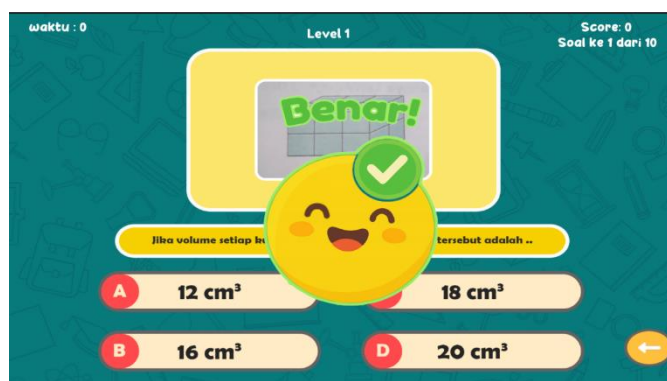 waktu : 0
Level 1
Score: 0
Soal ke 1 dari 10
Benar!
Jika volume setiap tersebut adalah ..
A 12 cm³
18 cm³
B 16 cm³
D 20 cm³